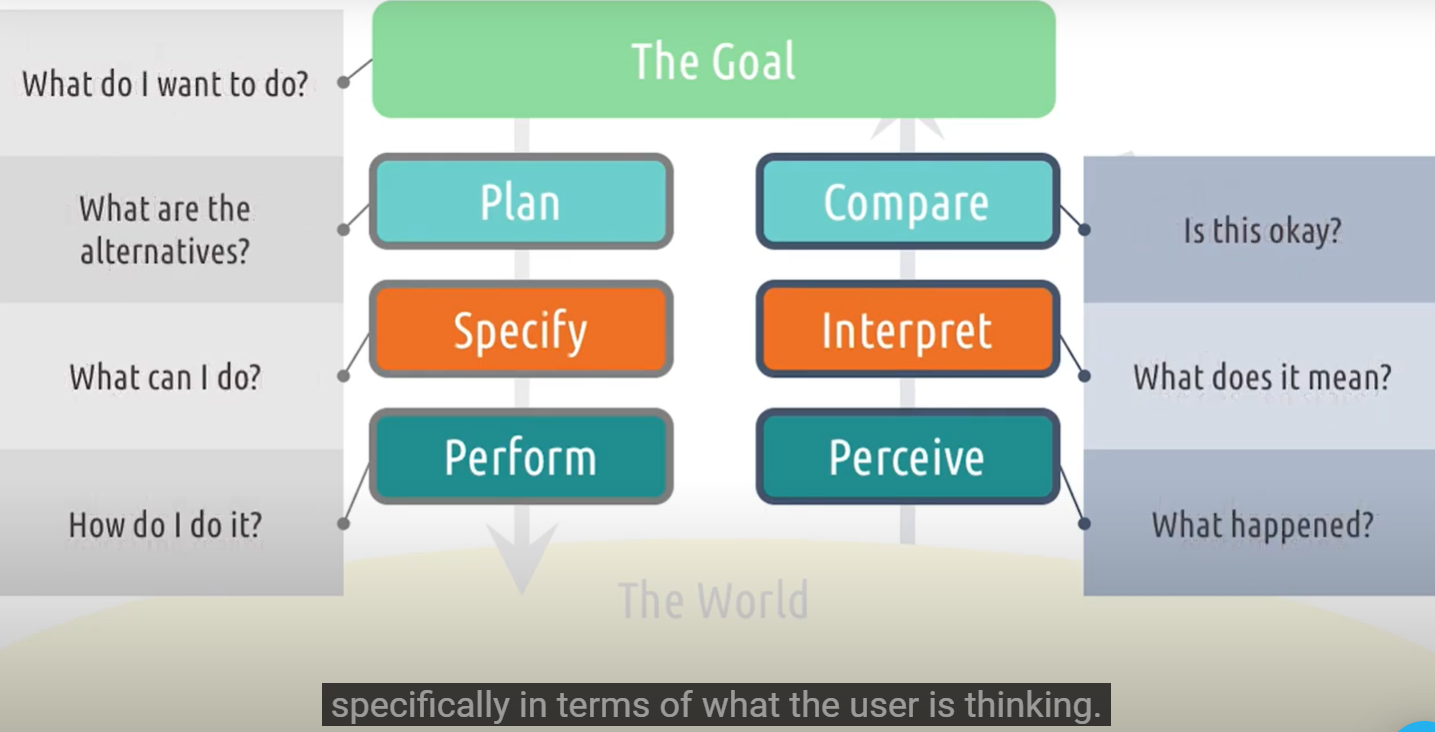 The Goal
What do I want to do?
Plan
What are the
alternatives?
Specify
What can I do?
Perform
How do I do it?
Compare
Is this okay?
Interpret
What does it mean?
Perceive
What happened?
The World
specifically in terms of what the user is thinking.